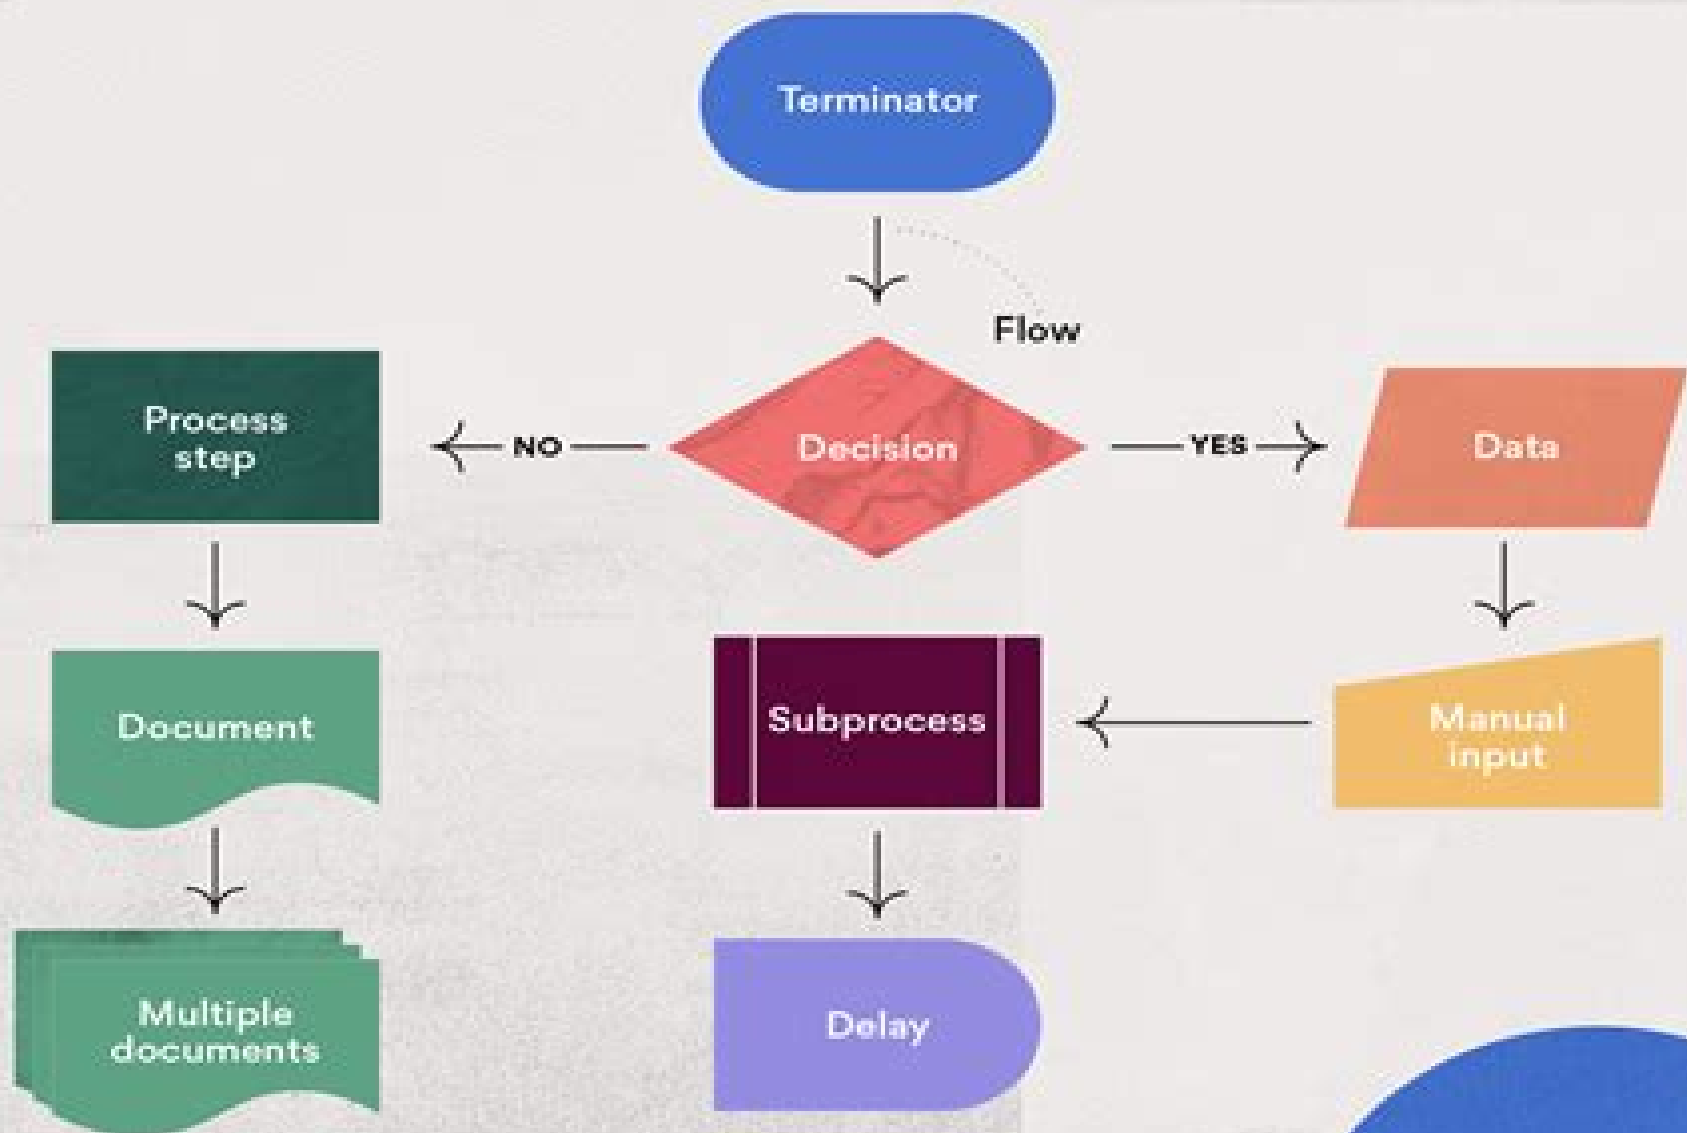 Terminator
Flow
Process
step
NO
Decision
YES
Data
Document
Subprocess
Manual
input
Multiple
documents
Delay